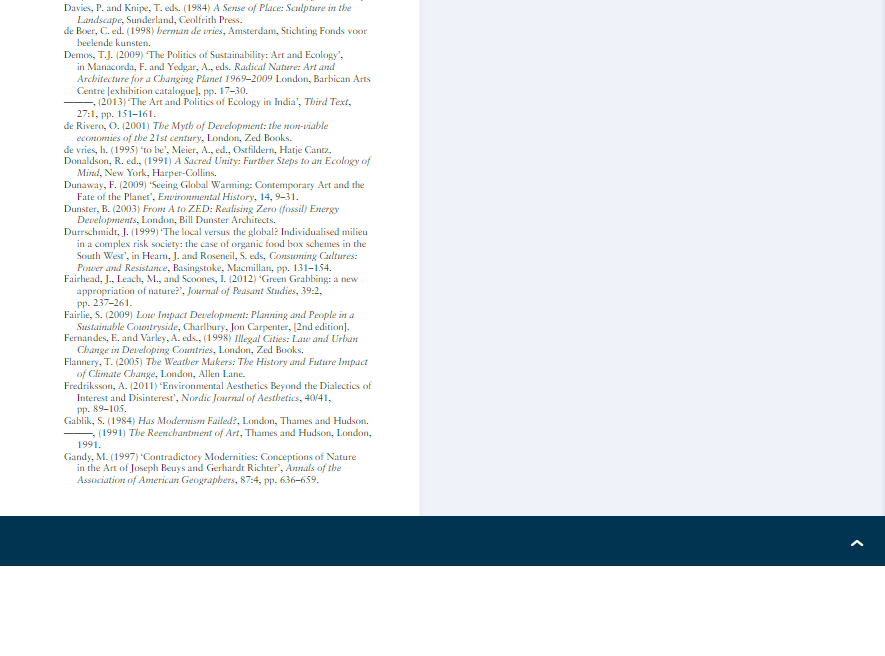 Davies, P. and Knipe, T. eds. (1984) A Sense of Place: Sculpture in the
Landscape, Sunderland, Ceolfrith Press.
de Boer, C. ed. (1998) herman de vries, Amsterdam, Stichting Fonds voor
beelende kunsten.
Demos, T.J. (2009) ‘The Politics of Sustainability: Art and Ecology’,
in Manacorda, F. and Yedgar, A., eds. Radical Nature: Art and
Architecture for a Changing Planet 1969–2009 London, Barbican Arts
Centre [exhibition catalogue], pp. 17–30.
———, (2013) ‘The Art and Politics of Ecology in India’, Third Text,
27:1, pp. 151–161.
de Rivero, O. (2001) The Myth of Development: the non-viable
economies of the 21st century, London, Zed Books.
de vries, h. (1995) ‘to be’, Meier, A., ed., Ostfildern, Hatje Cantz.
Donaldson, R. ed., (1991) A Sacred Unity: Further Steps to an Ecology of
Mind, New York, Harper-Collins.
Dunaway, F. (2009) ‘Seeing Global Warming: Contemporary Art and the
Fate of the Planet’, Environmental History, 14, 9–31.
Dunster, B. (2003) From A to ZED: Realising Zero (fossil) Energy
Developments, London, Bill Dunster Architects.
Durrschmidt, J. (1999) ‘The local versus the global? Individualised milieu
in a complex risk society: the case of organic food box schemes in the
South West’, in Hearn, J. and Roseneil, S. eds, Consuming Cultures:
Power and Resistance, Basingstoke, Macmillan, pp. 131–154.
Fairhead, J., Leach, M., and Scoones, I. (2012) ‘Green Grabbing: a new
appropriation of nature?’, Journal of Peasant Studies, 39:2,
pp. 237–261.
Fairlie, S. (2009) Low Impact Development: Planning and People in a
Sustainable Countryside, Charlbury, Jon Carpenter, [2nd edition].
Fernandes, E. and Varley, A. eds., (1998) Illegal Cities: Law and Urban
Change in Developing Countries, London, Zed Books.
Flannery, T. (2005) The Weather Makers: The History and Future Impact
of Climate Change, London, Allen Lane.
Fredriksson, A. (2011) ‘Environmental Aesthetics Beyond the Dialectics of
Interest and Disinterest’, Nordic Journal of Aesthetics, 40/41,
pp. 89–105.
Gablik, S. (1984) Has Modernism Failed?, London, Thames and Hudson.
———, (1991) The Reenchantment of Art, Thames and Hudson, London,
1991.
Gandy, M. (1997) ‘Contradictory Modernities: Conceptions of Nature
in the Art of Joseph Beuys and Gerhardt Richter’, Annals of the
Association of American Geographers, 87:4, pp. 636–659.